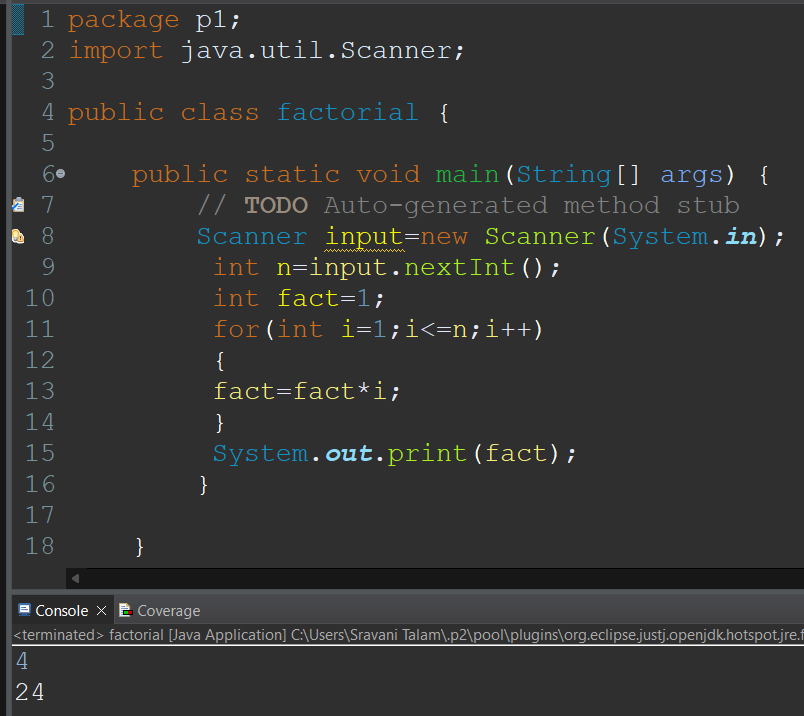 1 package p1;
2 import java.util.Scanner;
3
4 public class factorial {
5
6 public static void main(String[] args) {
7 // TODO Auto-generated method stub
8 Scanner input=new Scanner(System.in);
9 int n=input.nextInt();
10 int fact=1;
11 for(int i=1;i<=n;i++)
12 {
13 fact=fact*i;
14 }
15 System.out.print(fact);
16 }
17
18 }
Console Coverage
<terminated> factorial [Java Application] C:\Users\Sravani Talam\.p2\pool\plugins\org.eclipse.justj.openjdk.hotspot.jre.f
4
24